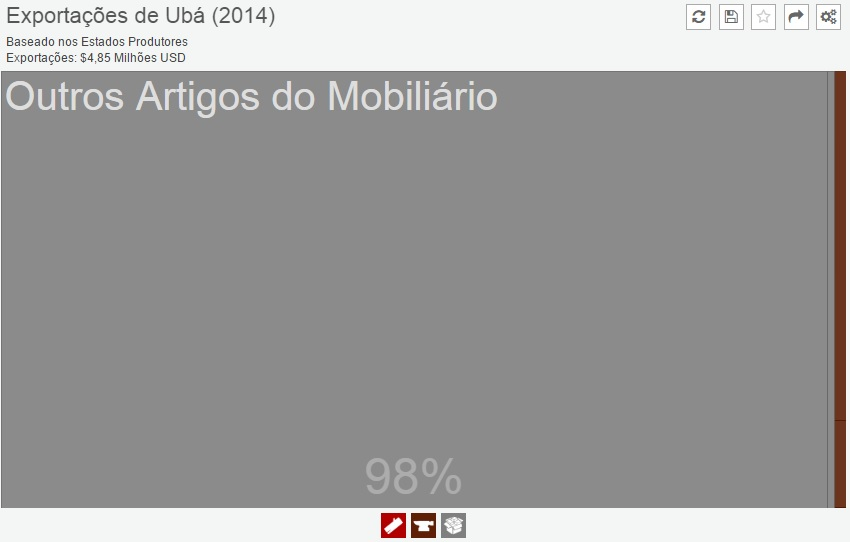 Exportações de Ubá (2014)
Baseado nos Estados Produtores
Exportações: $4,85 Milhões USD
Outros Artigos do Mobiliário
98%